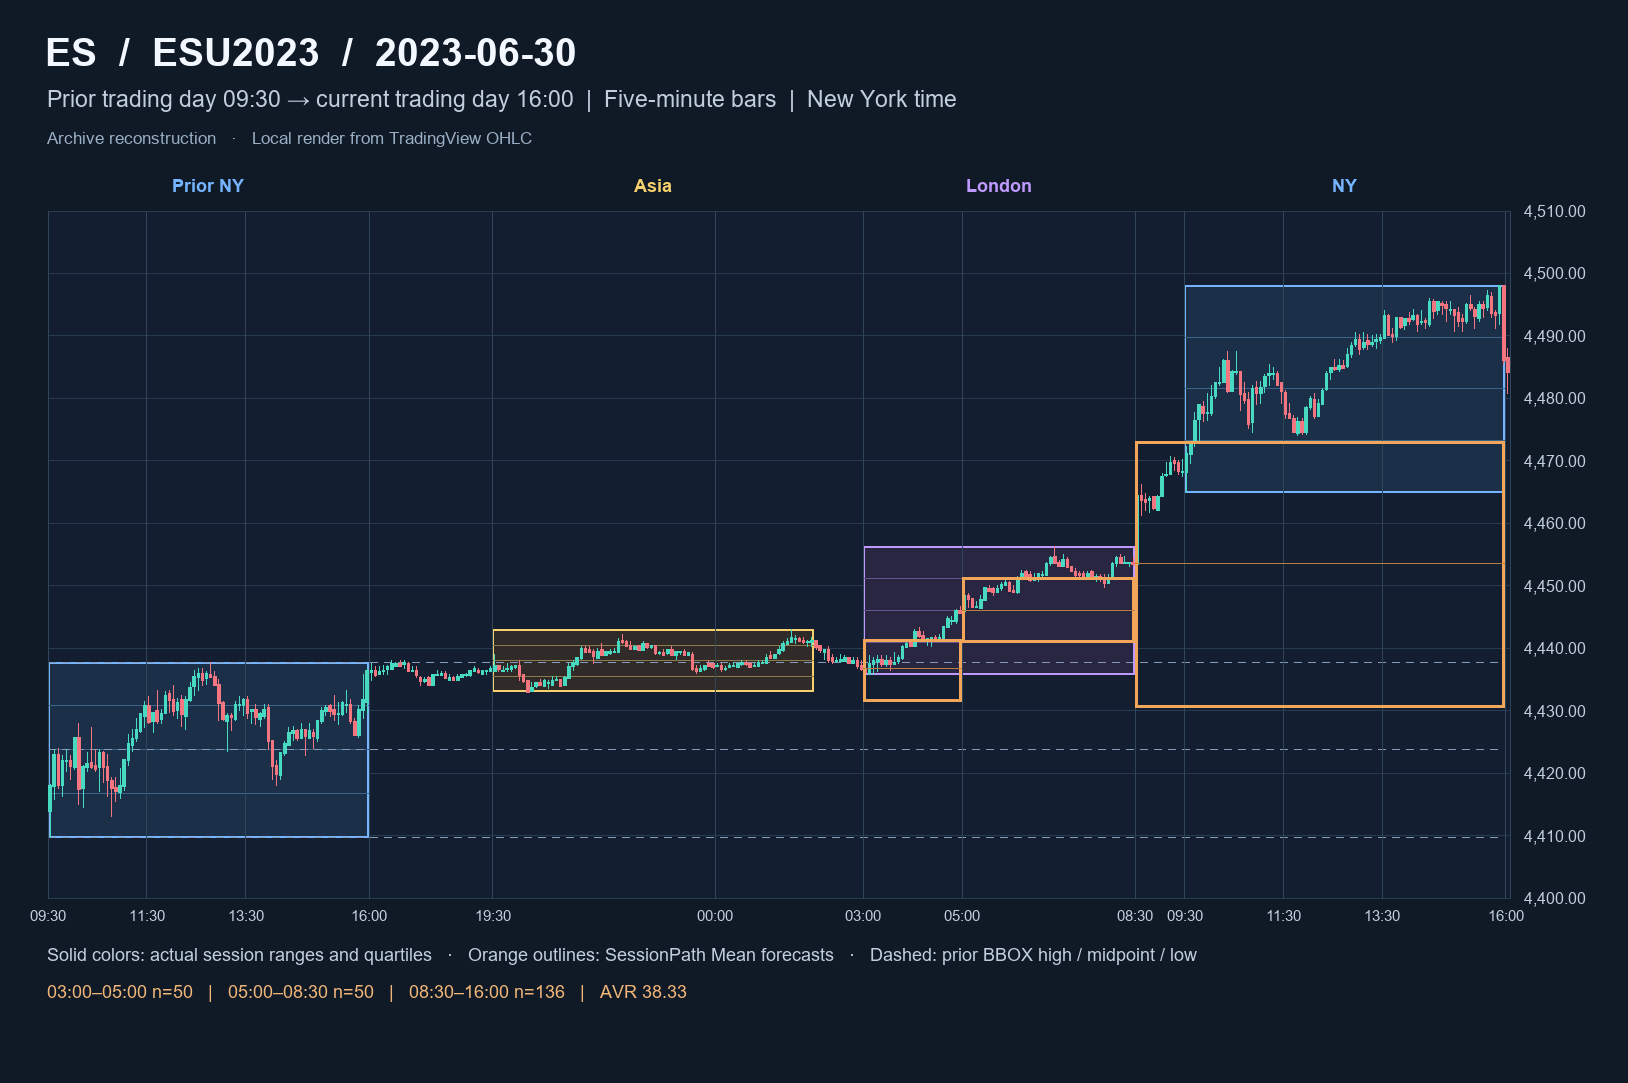 ES / ESU2023 / 2023-06-30
Prior trading day 09:30 → current trading day 16:00 | Five-minute bars | New York time
Archive reconstruction · Local render from TradingView OHLC
Prior NY Asia London NY
4,510.00
4,500.00
4,490.00
4,480.00
4,470.00
4,460.00
4,450.00
4,440.00
4,430.00
4,420.00
4,410.00
4,400.00
09:30 11:30 13:30 16:00 19:30 00:00 03:00 05:00 08:30 09:30 11:30 13:30 16:00
Solid colors: actual session ranges and quartiles · Orange outlines: SessionPath Mean forecasts · Dashed: prior BBOX high / midpoint / low
03:00–05:00 n=50 | 05:00–08:30 n=50 | 08:30–16:00 n=136 | AVR 38.33